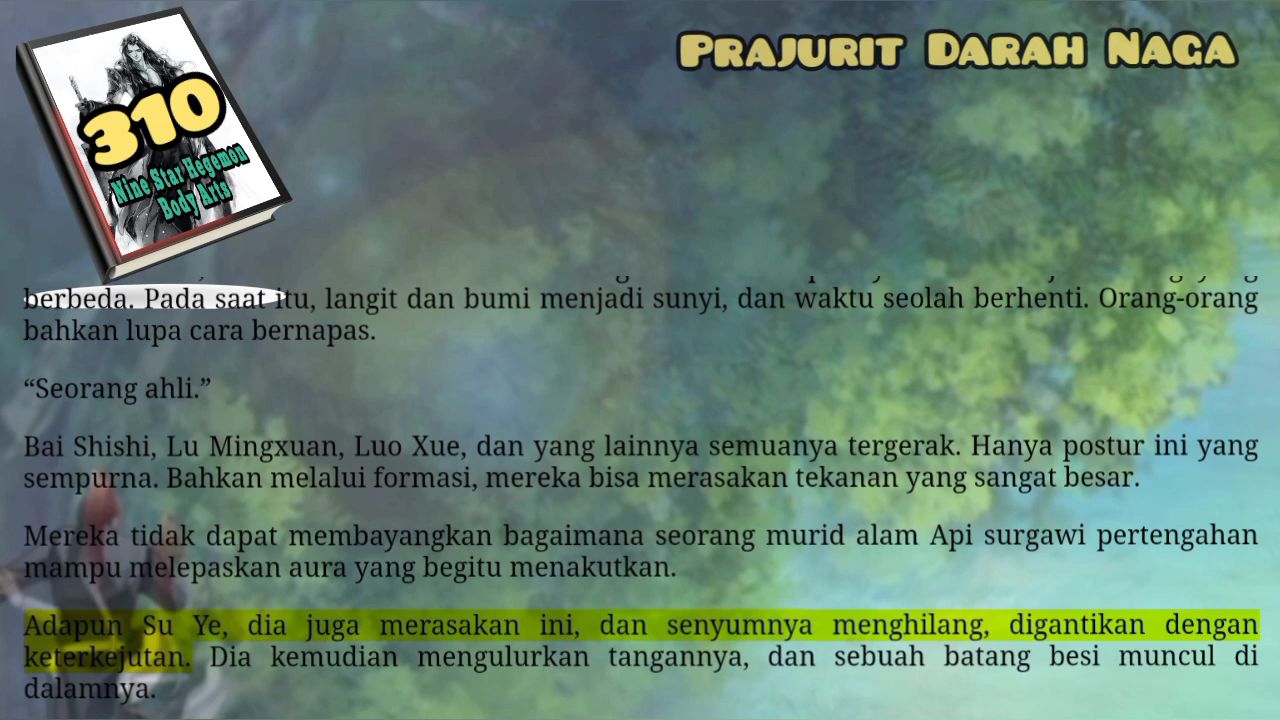 PRAJURIT DARAH NAGA
310
Nine Star Hegemon
Body Arts
berbeda. Pada saat itu, langit dan bumi menjadi sunyi, dan waktu seolah berhenti. Orang-orang
bahkan lupa cara bernapas.
“Seorang ahli.”
Bai Shishi, Lu Mingxuan, Luo Xue, dan yang lainnya semuanya tergerak. Hanya postur ini yang
sempurna. Bahkan melalui formasi, mereka bisa merasakan tekanan yang sangat besar.
Mereka tidak dapat membayangkan bagaimana seorang murid alam Api surgawi pertengahan
mampu melepaskan aura yang begitu menakutkan.
Adapun Su Ye, dia juga merasakan ini, dan senyumnya menghilang, digantikan dengan
keterkejutan. Dia kemudian mengulurkan tangannya, dan sebuah batang besi muncul di
dalamnya.